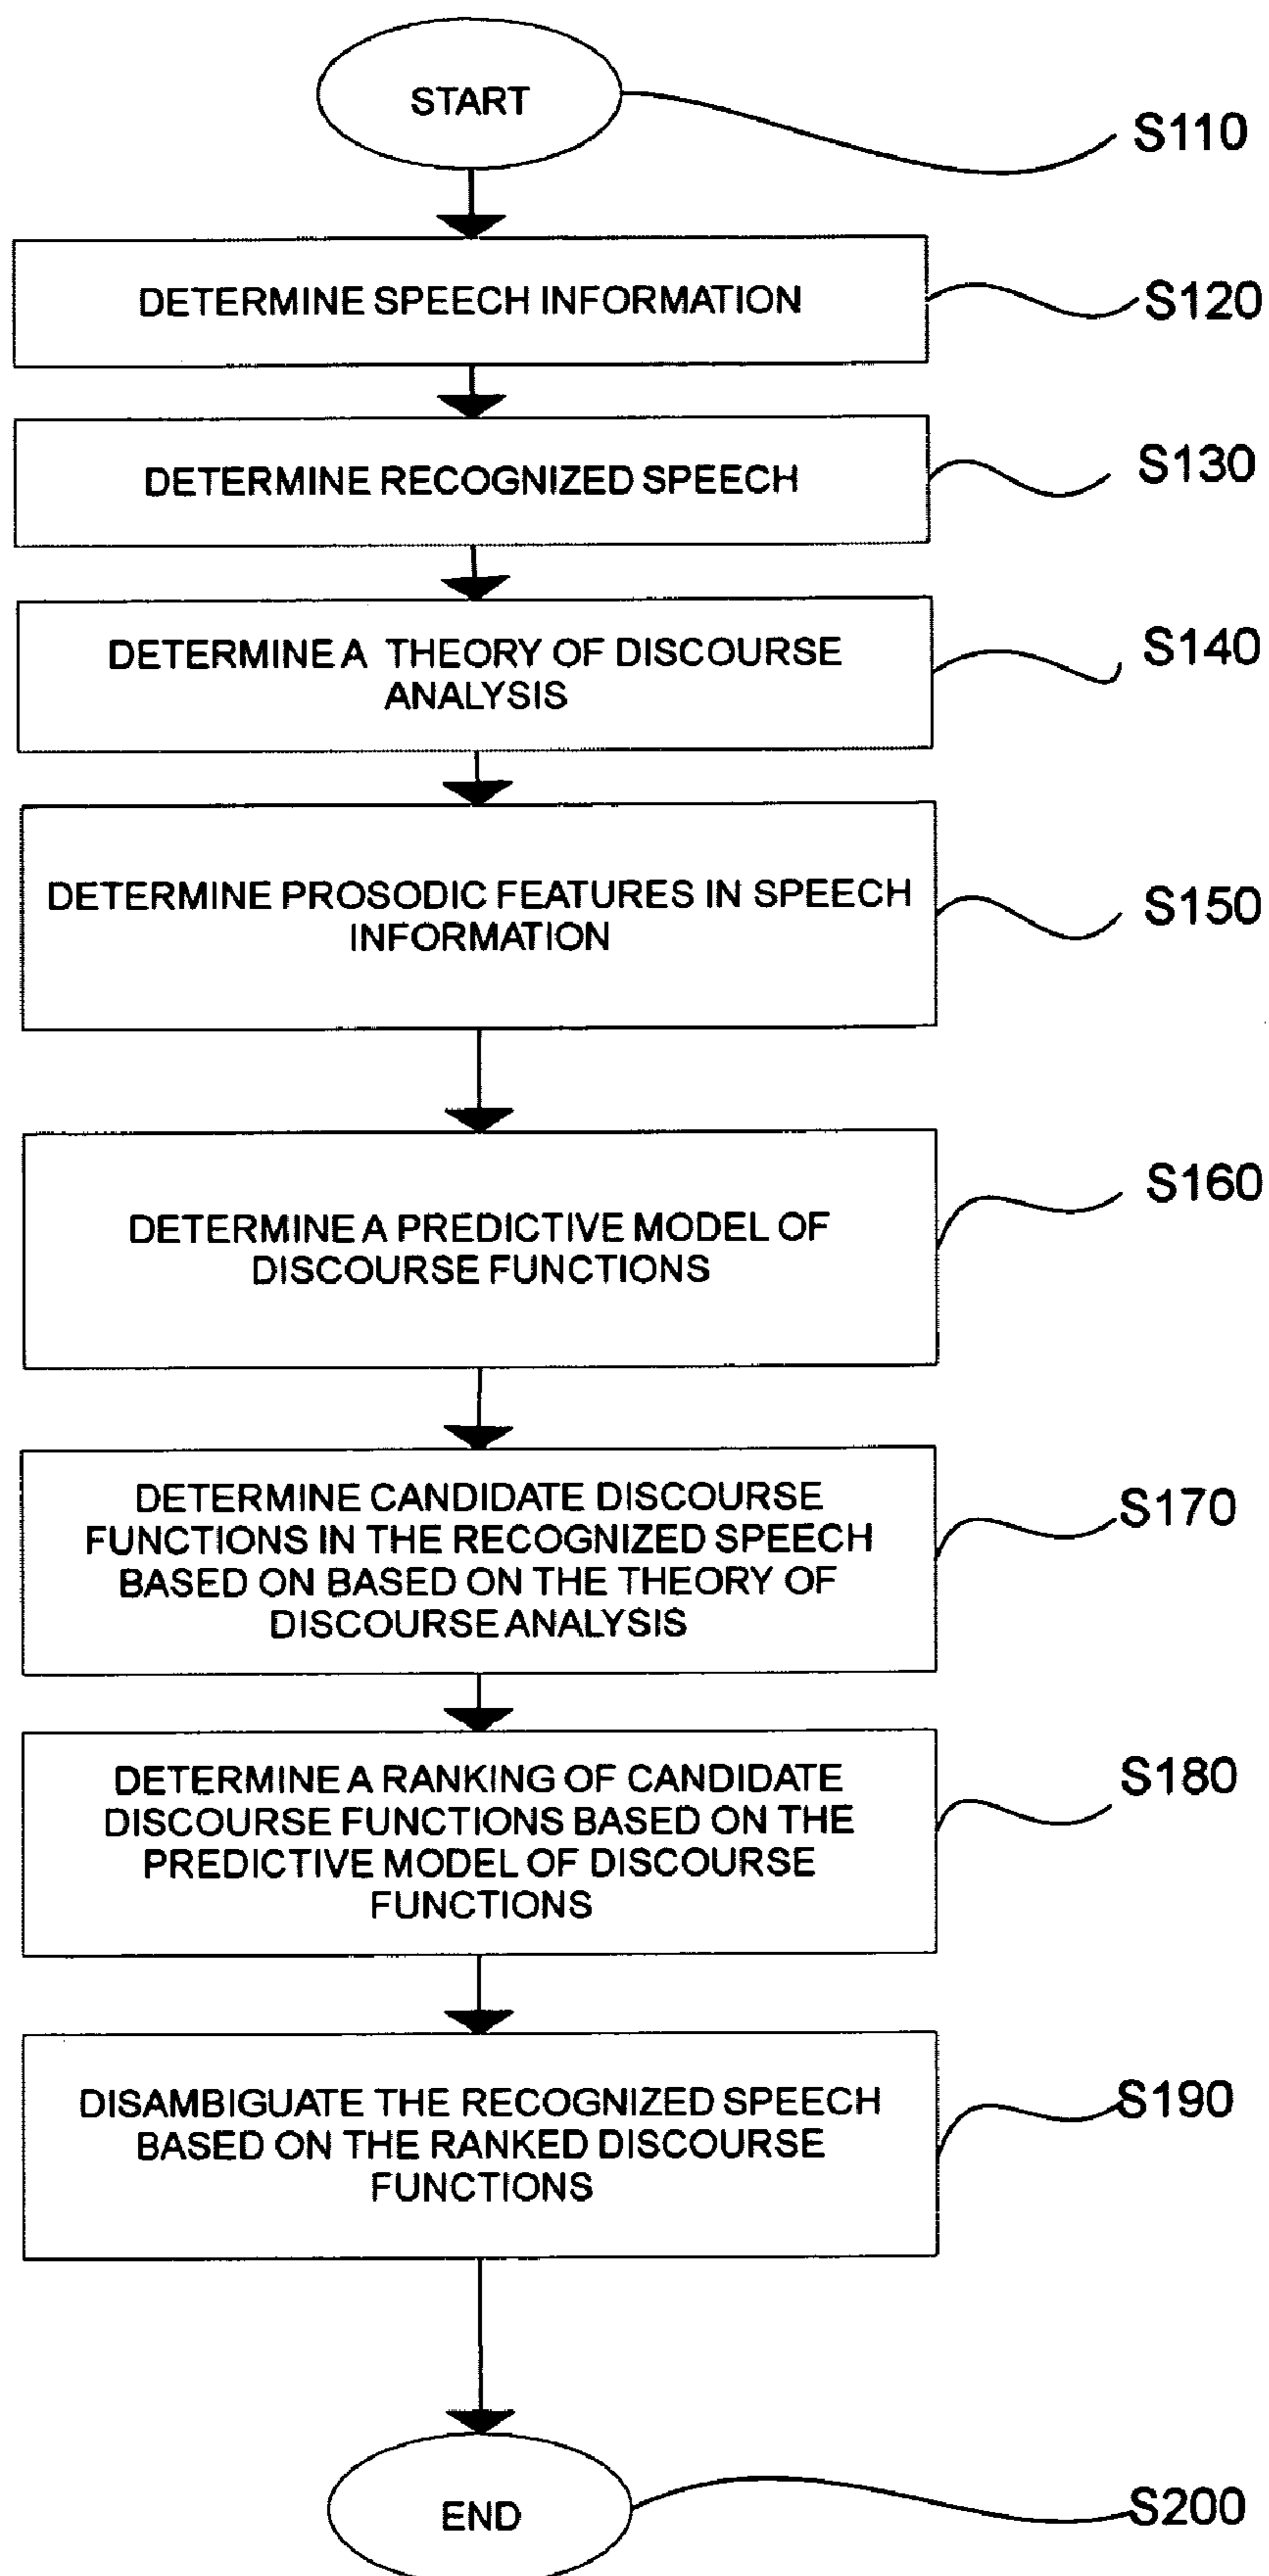 START
S110
DETERMINE SPEECH INFORMATION
S120
DETERMINE RECOGNIZED SPEECH
S130
DETERMINE A THEORY OF DISCOURSE
ANALYSIS
S140
DETERMINE PROSODIC FEATURES IN SPEECH
INFORMATION
S150
DETERMINE A PREDICTIVE MODEL OF
DISCOURSE FUNCTIONS
S160
DETERMINE CANDIDATE DISCOURSE
FUNCTIONS IN THE RECOGNIZED SPEECH
BASED ON BASED ON THE THEORY OF
DISCOURSE ANALYSIS
S170
DETERMINE A RANKING OF CANDIDATE
DISCOURSE FUNCTIONS BASED ON THE
PREDICTIVE MODEL OF DISCOURSE
FUNCTIONS
S180
DISAMBIGUATE THE RECOGNIZED SPEECH
BASED ON THE RANKED DISCOURSE
FUNCTIONS
S190
END
S200